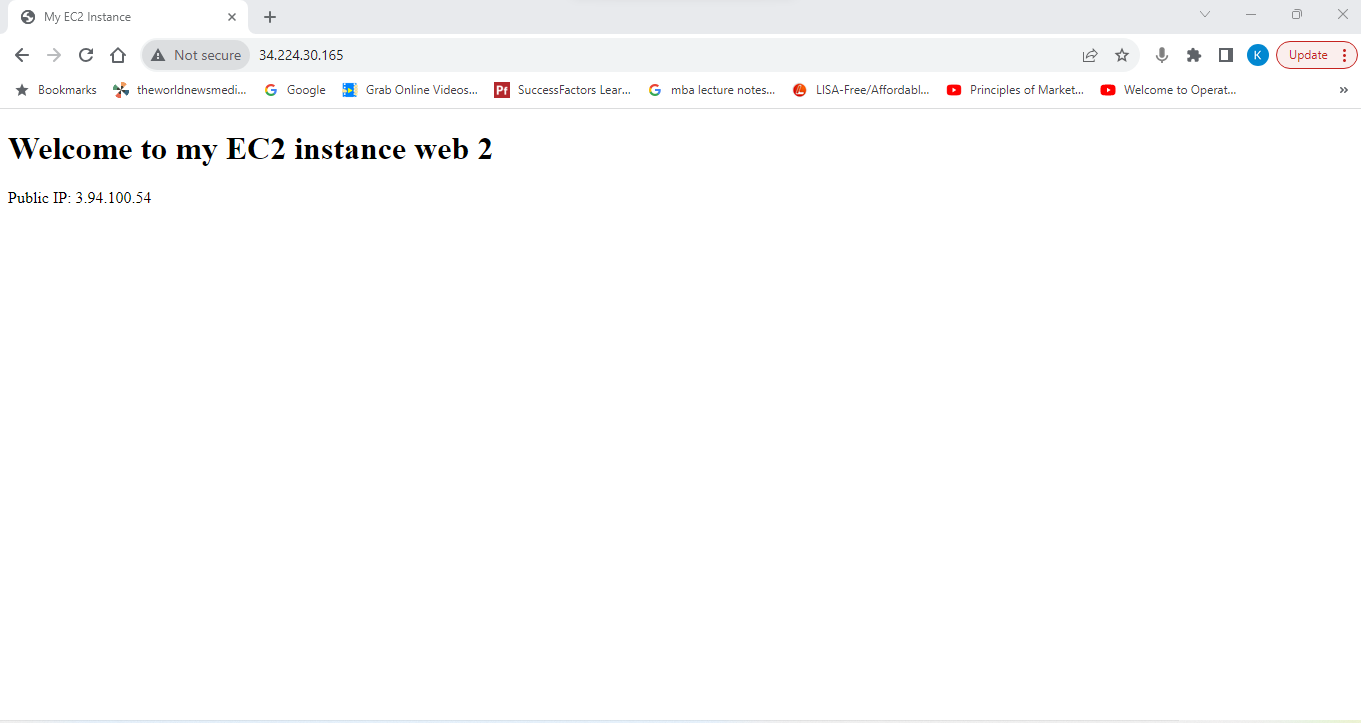 My EC2 Instance
Not secure 34.224.30.165 K Update
Bookmarks theworldnewsmedi... Google Grab Online Videos... Pf SuccessFactors Lear... mba lecture notes... LISA-Free/Affordabl... Principles of Market... Welcome to Operat... »
Welcome to my EC2 instance web 2
Public IP: 3.94.100.54